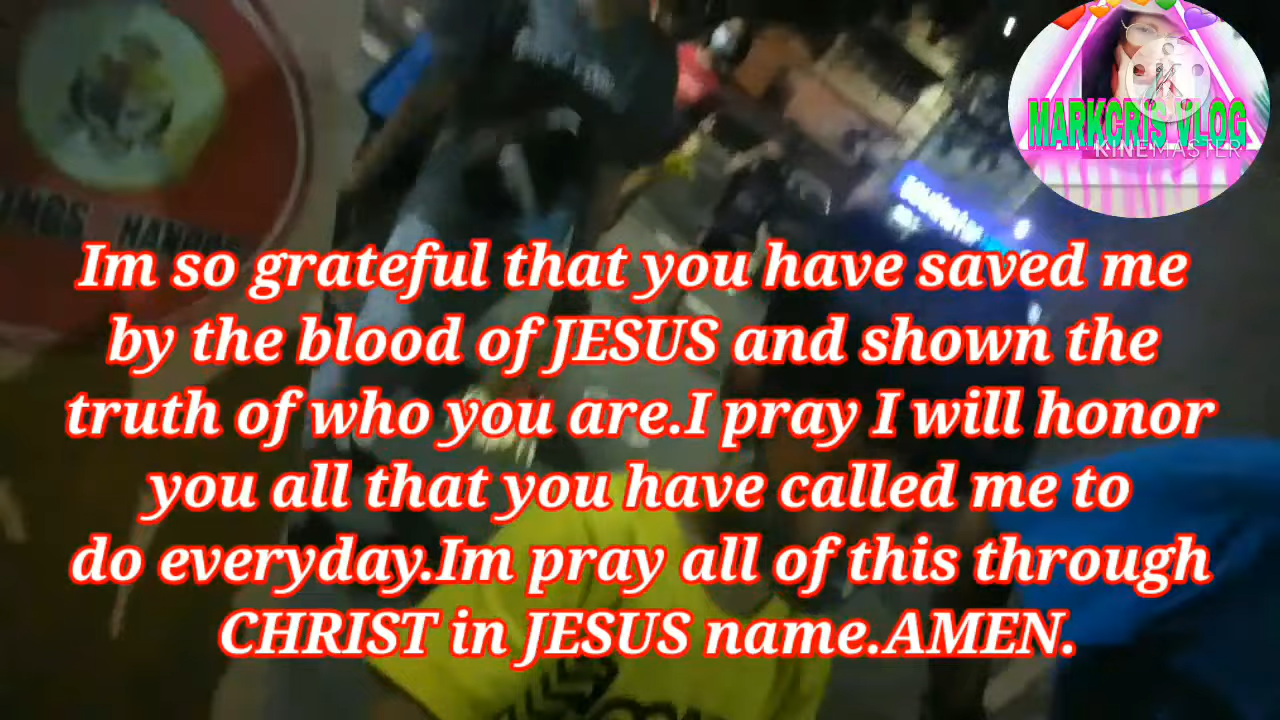 MARKCRIS VLOG
KINEMASTER
Im so grateful that you have saved me
by the blood of JESUS and shown the
truth of who you are.I pray I will honor
you all that you have called me to
do everyday.Im pray all of this through
CHRIST in JESUS name.AMEN.